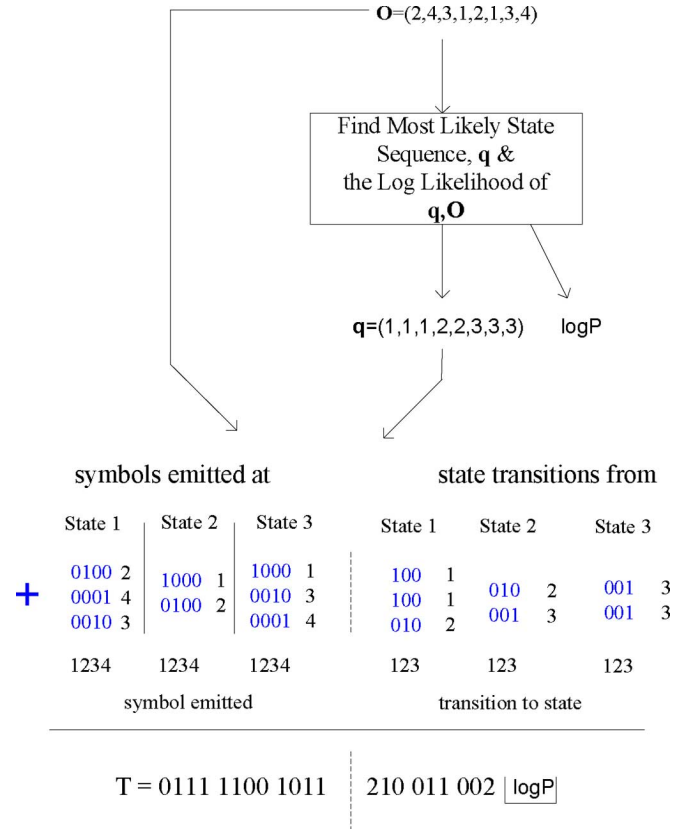 O=(2,4,3,1,2,1,3,4)
Find Most Likely State
Sequence, q &
the Log Likelihood of
q,O
q=(1,1,1,2,2,3,3,3) logP
symbols emitted at
State 1 State 2 State 3
+
0100 2
0001 4
0010 3
1000 1
0100 2
1000 1
0010 3
0001 4
1234 1234 1234
symbol emitted
state transitions from
State 1 State 2 State 3
100 1
100 1
010 2
010 2
001 3
001 3
001 3
123 123 123
transition to state
T = 0111 1100 1011 210 011 002 logP